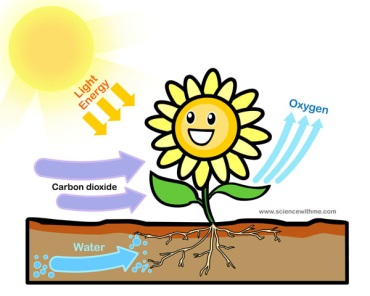 Light
Energy
Oxygen
Carbon dioxide
www.sciencewithme.com
Water